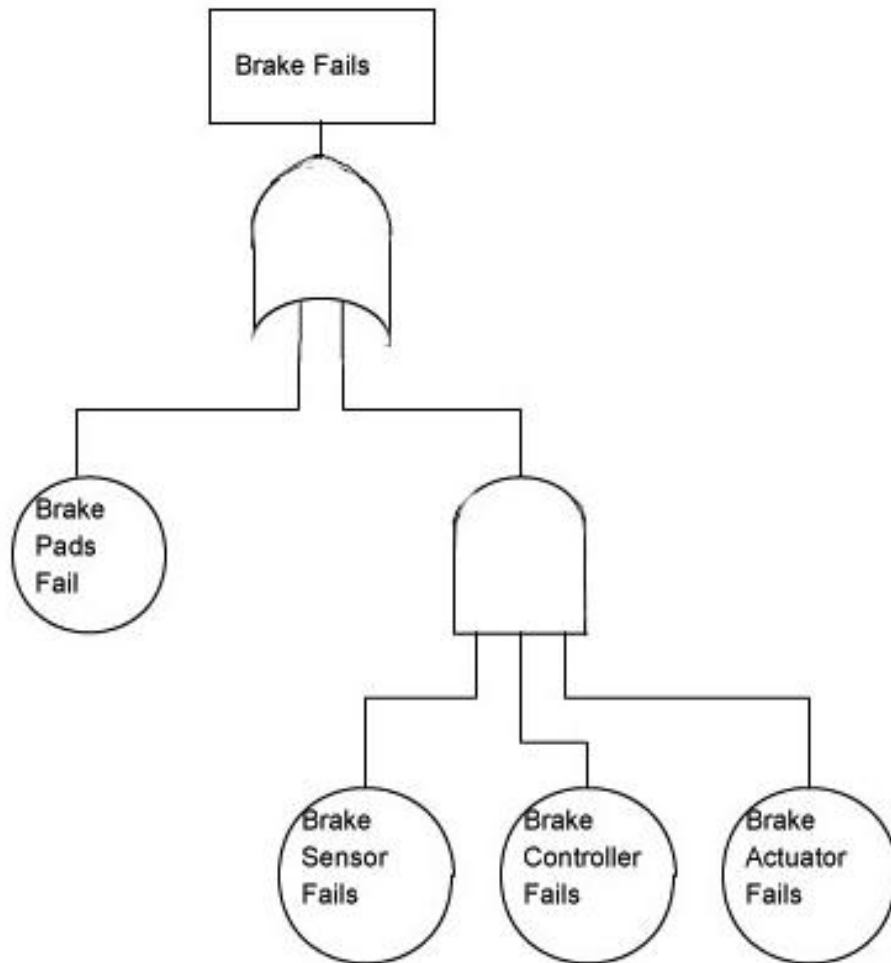 Brake Fails
Brake
Pads
Fail
Brake
Sensor
Fails
Brake
Controller
Fails
Brake
Actuator
Fails